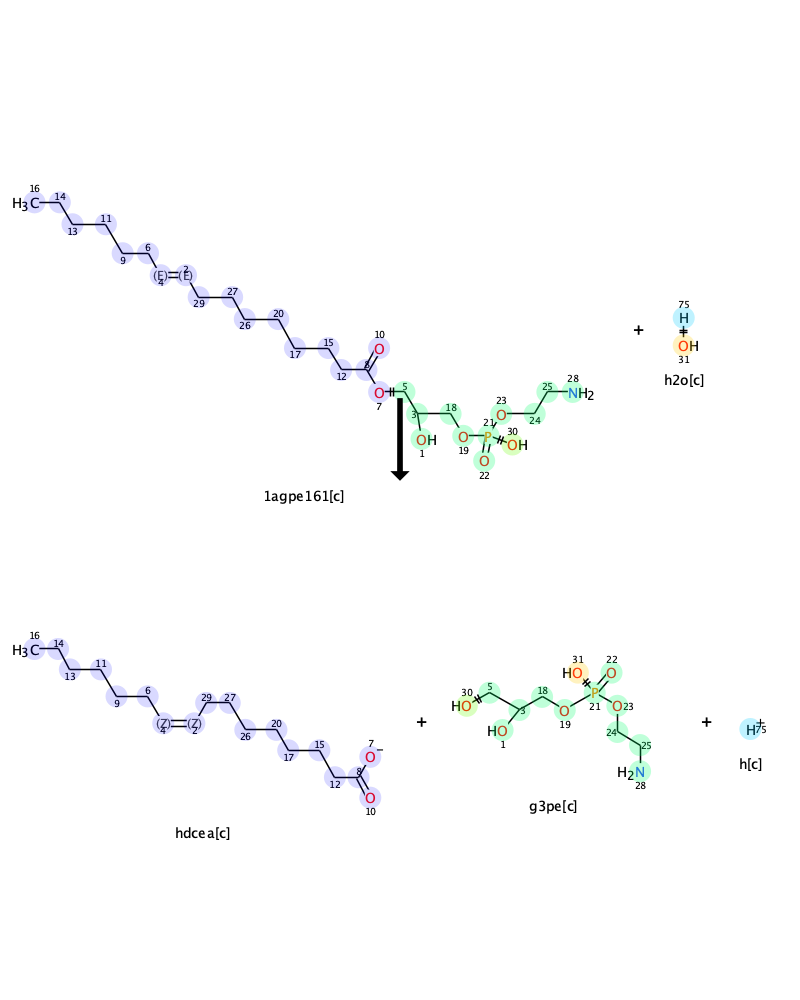 16
H3C
14
13
11
9
6
(E)
4
2
(E)
29
27
26
20
17
15
12
8
10
O
O
7
5
3
OH
1
18
O
19
21
P
O
22
23
O
30
OH
24
25
28
NH2
+
75
H
OH
31
h2o[c]
1agpe161[c]
16
H3C
14
13
11
9
6
(Z)
4
(Z)
2
29
27
26
20
17
15
12
8
7
O−
O
10
hdcea[c]
+
30
HO
5
3
HO
1
18
O
19
31
HO
22
O
P
21
O
23
24
25
H2N
28
g3pe[c]
+
H+
75
h[c]